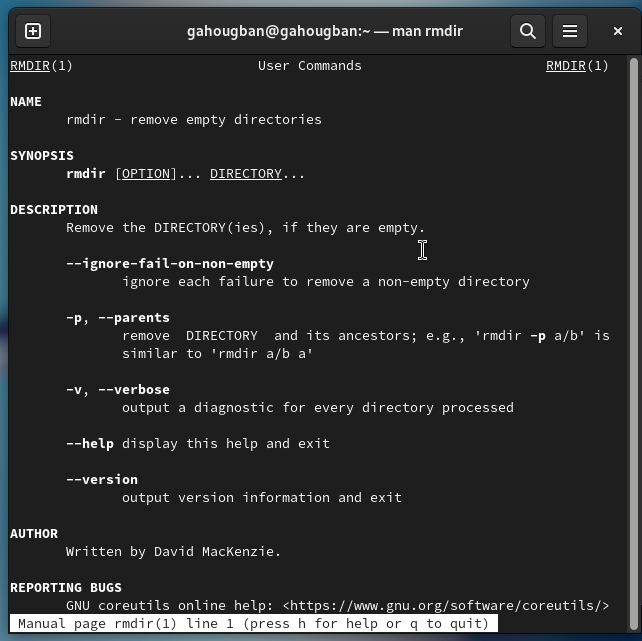 gahougban@gahougban:~ — man rmdir
RMDIR(1) User Commands RMDIR(1)
NAME
rmdir - remove empty directories
SYNOPSIS
rmdir [OPTION]... DIRECTORY...
DESCRIPTION
Remove the DIRECTORY(ies), if they are empty.
--ignore-fail-on-non-empty
ignore each failure to remove a non-empty directory
-p, --parents
remove DIRECTORY and its ancestors; e.g., 'rmdir -p a/b' is
similar to 'rmdir a/b a'
-v, --verbose
output a diagnostic for every directory processed
--help display this help and exit
--version
output version information and exit
AUTHOR
Written by David MacKenzie.
REPORTING BUGS
GNU coreutils online help: <https://www.gnu.org/software/coreutils/>
Manual page rmdir(1) line 1 (press h for help or q to quit)